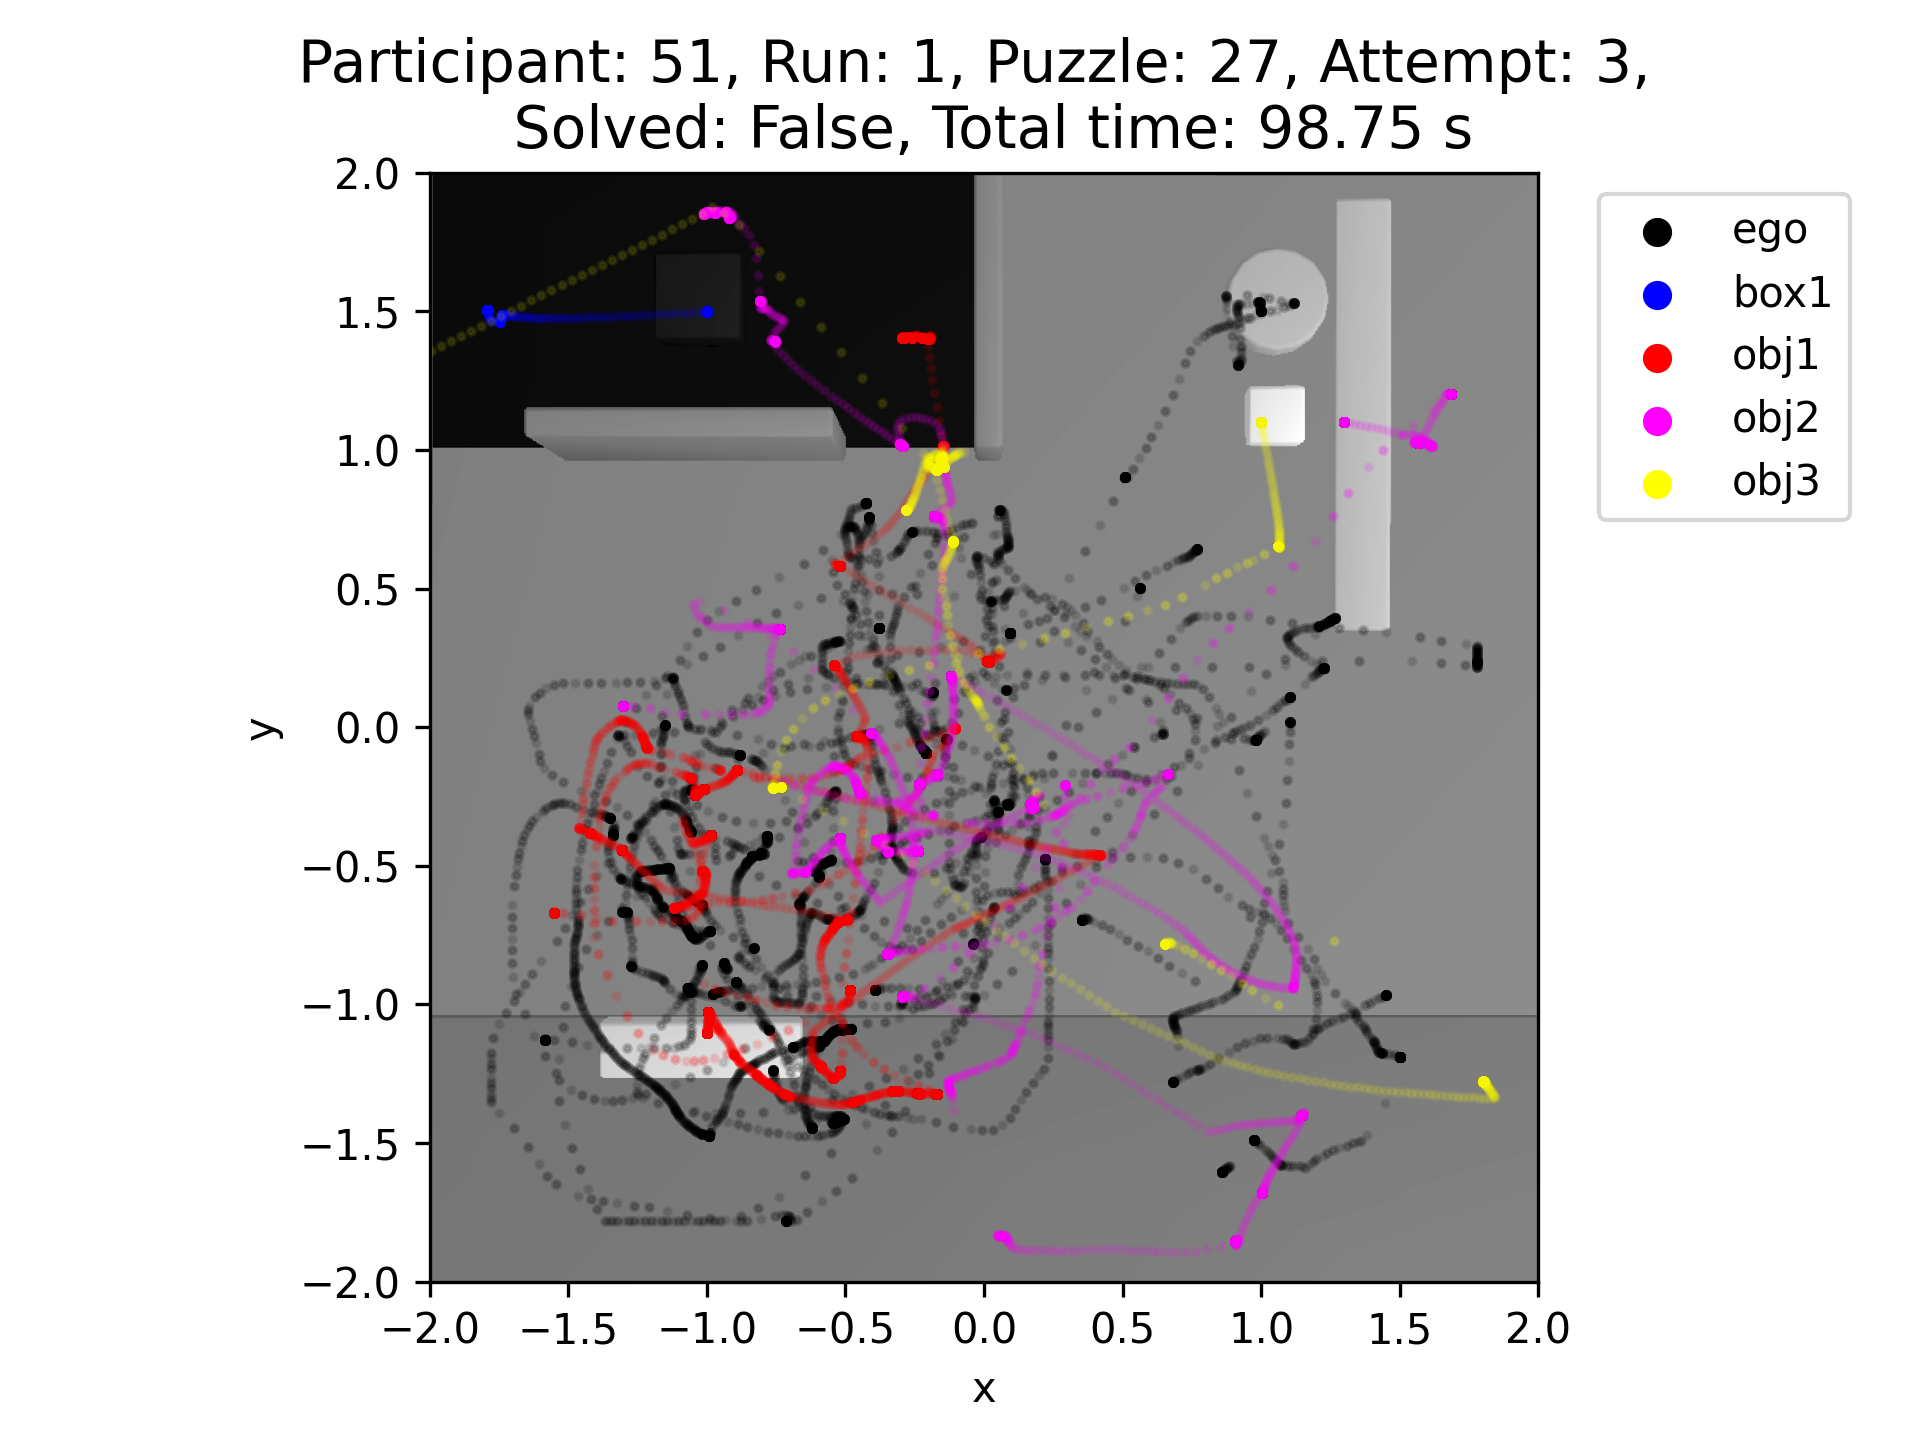 Participant: 51, Run: 1, Puzzle: 27, Attempt: 3,
Solved: False, Total time: 98.75 s
2.0
1.5
1.0
0.5
0.0
−0.5
−1.0
−1.5
−2.0
y
−2.0 −1.5 −1.0 −0.5 0.0 0.5 1.0 1.5 2.0
x
ego
box1
obj1
obj2
obj3